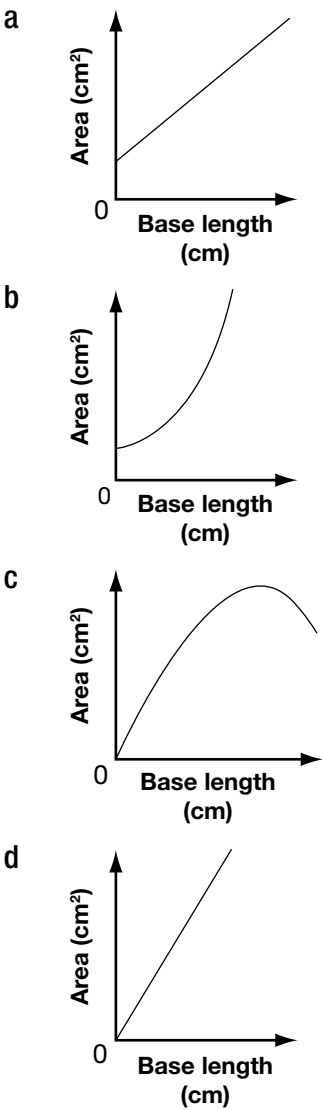 a
Area (cm²)
0
Base length
(cm)
b
Area (cm²)
0
Base length
(cm)
c
Area (cm²)
0
Base length
(cm)
d
Area (cm²)
0
Base length
(cm)